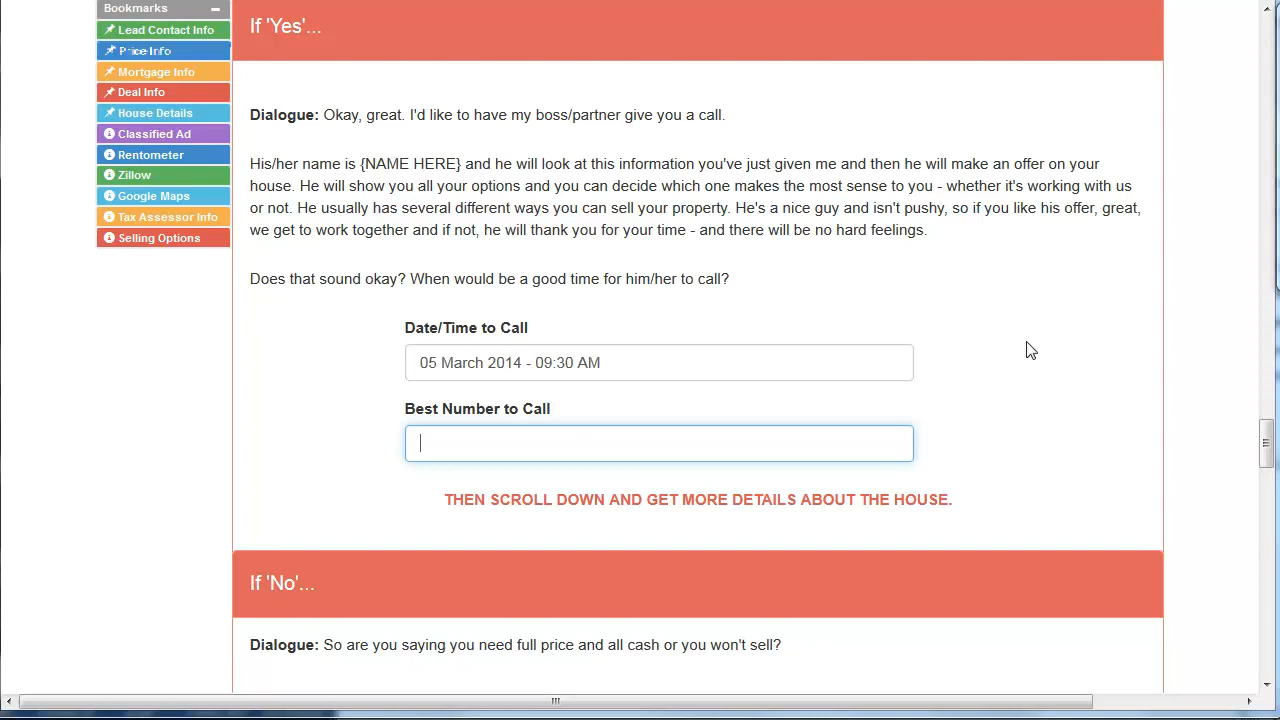 Bookmarks
Lead Contact Info
Price Info
Mortgage Info
Deal Info
House Details
Classified Ad
Rentometer
Zillow
Google Maps
Tax Assessor Info
Selling Options
If 'Yes'...
Dialogue: Okay, great. I'd like to have my boss/partner give you a call.
His/her name is {NAME HERE} and he will look at this information you've just given me and then he will make an offer on your
house. He will show you all your options and you can decide which one makes the most sense to you - whether it's working with us
or not. He usually has several different ways you can sell your property. He's a nice guy and isn't pushy, so if you like his offer, great,
we get to work together and if not, he will thank you for your time - and there will be no hard feelings.
Does that sound okay? When would be a good time for him/her to call?
Date/Time to Call
05 March 2014 - 09:30 AM
Best Number to Call
THEN SCROLL DOWN AND GET MORE DETAILS ABOUT THE HOUSE.
If 'No'...
Dialogue: So are you saying you need full price and all cash or you won't sell?